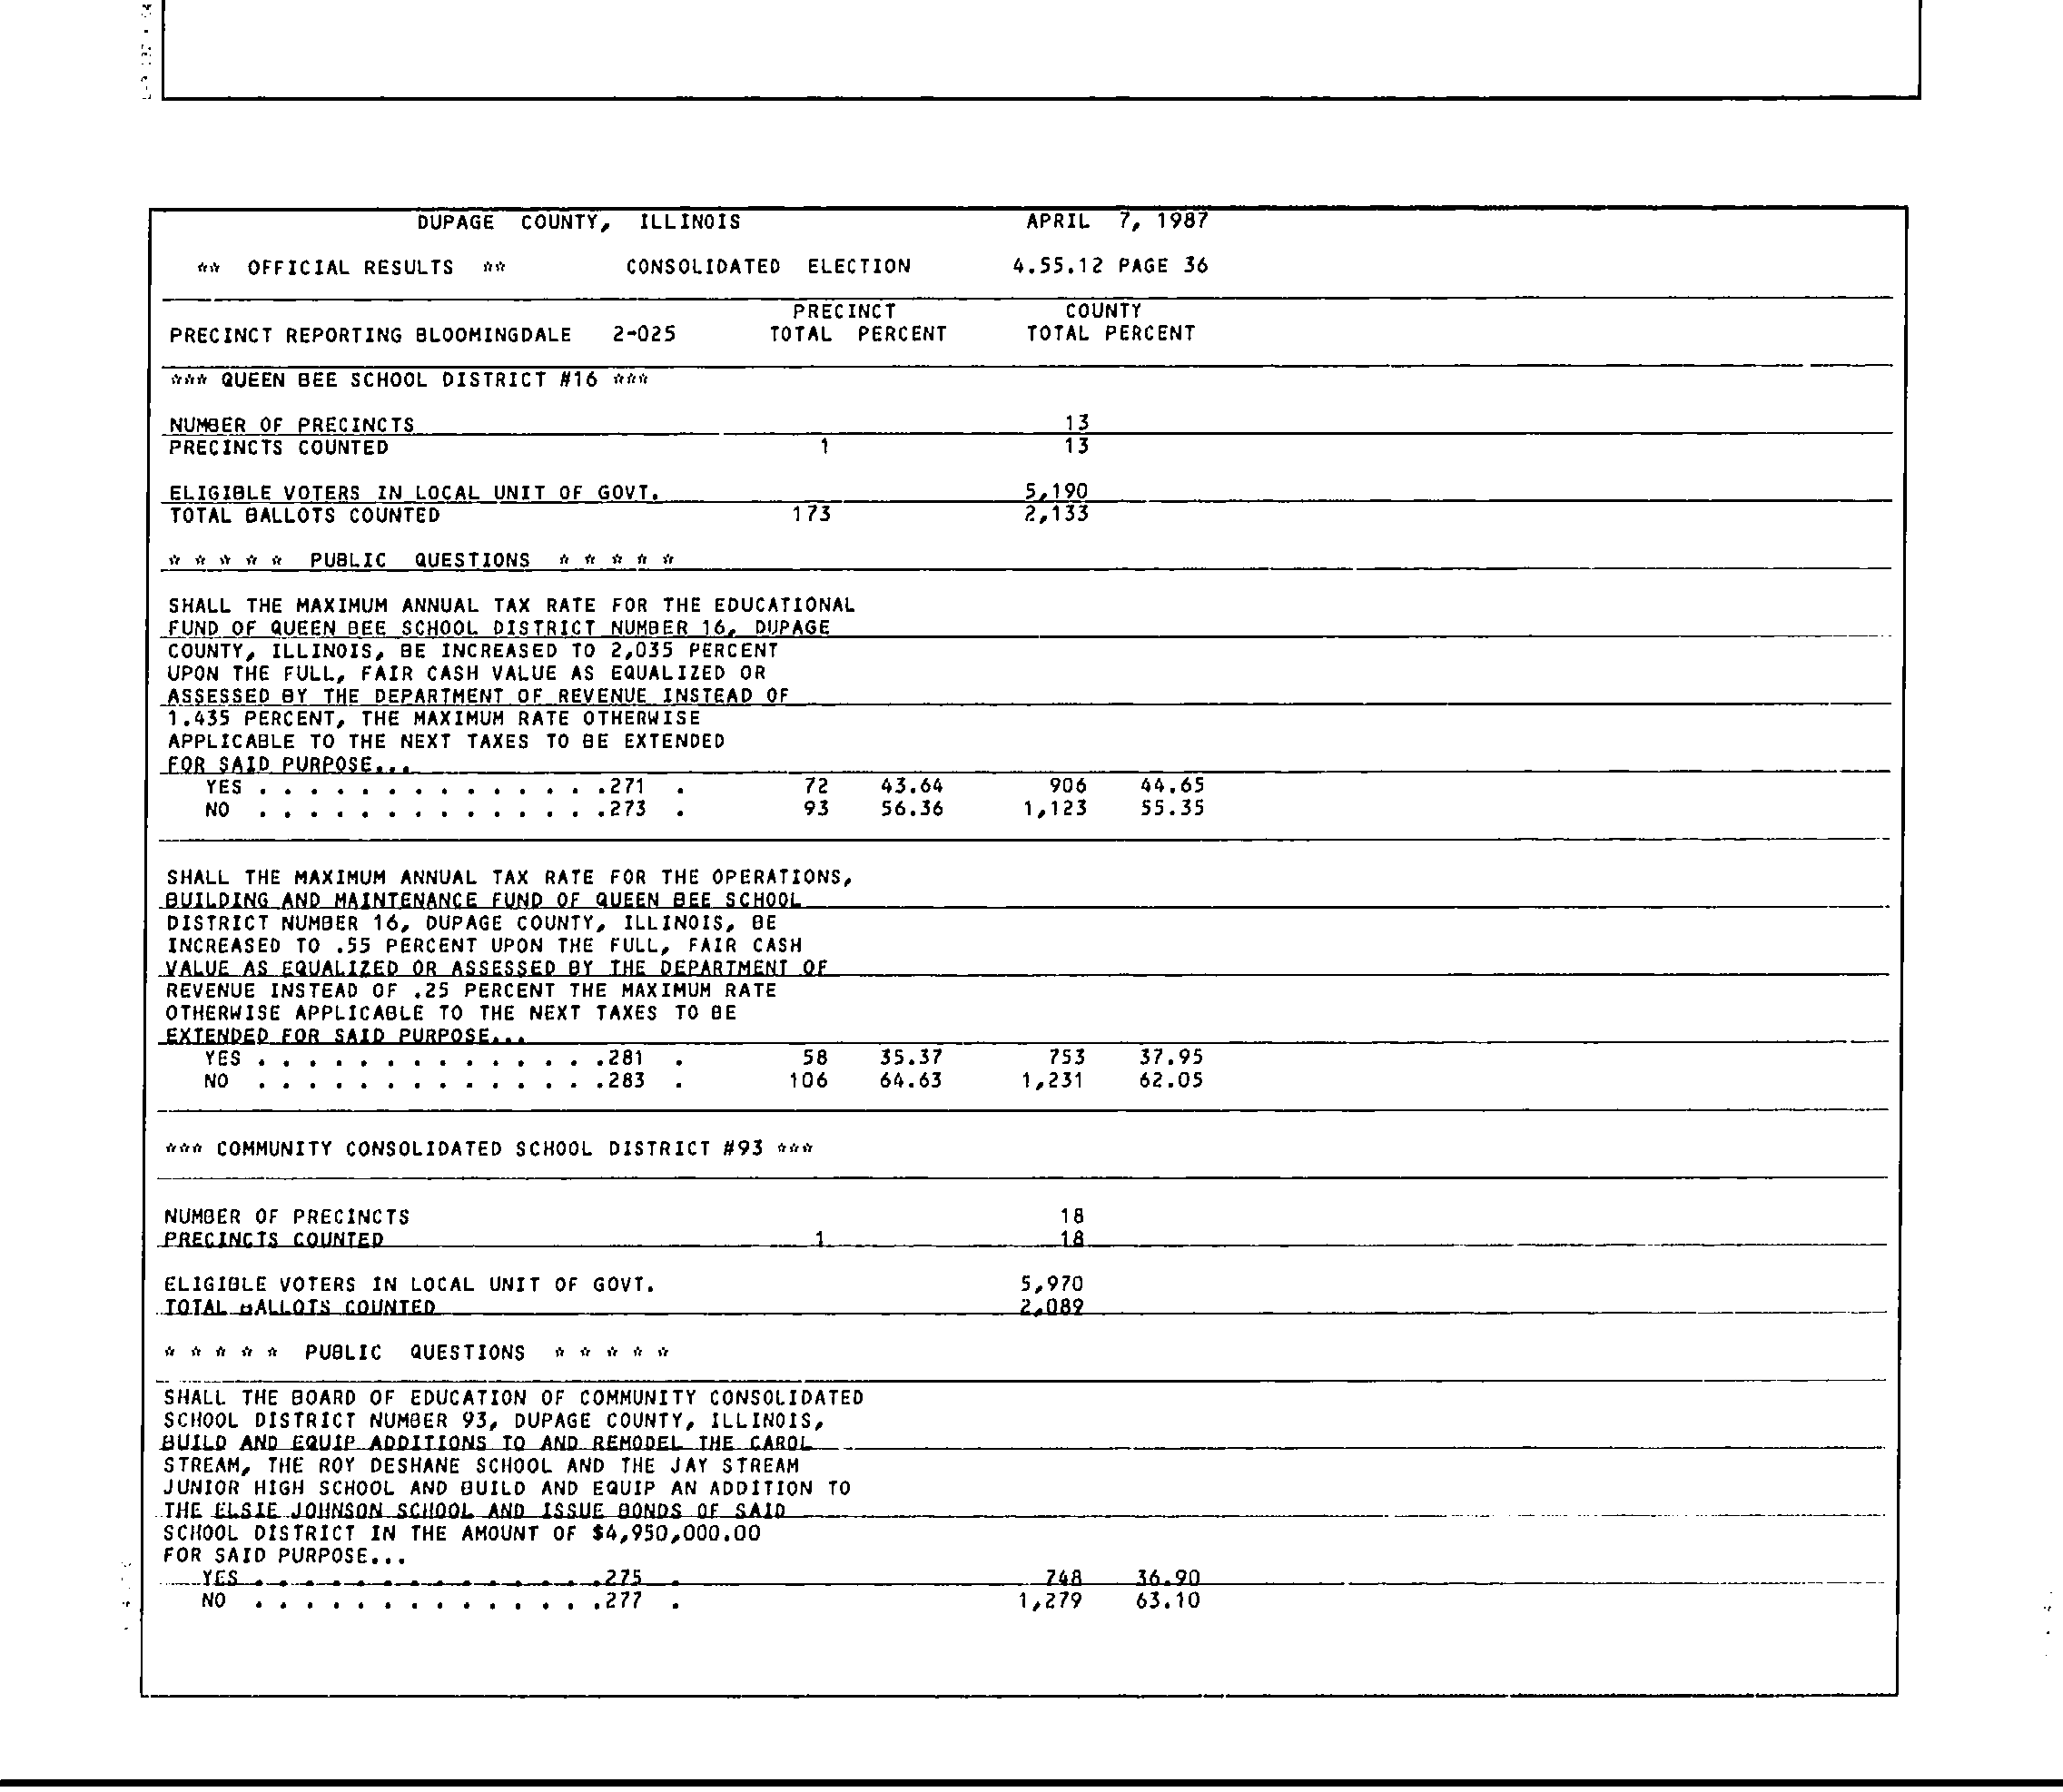 DUPAGE COUNTY, ILLINOIS APRIL 7, 1987
** OFFICIAL RESULTS ** CONSOLIDATED ELECTION 4.55.12 PAGE 36
PRECINCT COUNTY
PRECINCT REPORTING BLOOMINGDALE 2-025 TOTAL PERCENT TOTAL PERCENT
*** QUEEN BEE SCHOOL DISTRICT #16 ***
NUMBER OF PRECINCTS 13
PRECINCTS COUNTED 1 13
ELIGIBLE VOTERS IN LOCAL UNIT OF GOVT. 5,190
TOTAL BALLOTS COUNTED 173 2,133
* * * * * PUBLIC QUESTIONS * * * * *
SHALL THE MAXIMUM ANNUAL TAX RATE FOR THE EDUCATIONAL
FUND OF QUEEN BEE SCHOOL DISTRICT NUMBER 16, DUPAGE
COUNTY, ILLINOIS, BE INCREASED TO 2,035 PERCENT
UPON THE FULL, FAIR CASH VALUE AS EQUALIZED OR
ASSESSED BY THE DEPARTMENT OF REVENUE INSTEAD OF
1.435 PERCENT, THE MAXIMUM RATE OTHERWISE
APPLICABLE TO THE NEXT TAXES TO BE EXTENDED
FOR SAID PURPOSE...
YES . . . . . . . . . . . . . .271 . 72 43.64 906 44.65
NO . . . . . . . . . . . . . .273 . 93 56.36 1,123 55.35
SHALL THE MAXIMUM ANNUAL TAX RATE FOR THE OPERATIONS,
BUILDING AND MAINTENANCE FUND OF QUEEN BEE SCHOOL
DISTRICT NUMBER 16, DUPAGE COUNTY, ILLINOIS, BE
INCREASED TO .55 PERCENT UPON THE FULL, FAIR CASH
VALUE AS EQUALIZED OR ASSESSED BY THE DEPARTMENT OF
REVENUE INSTEAD OF .25 PERCENT THE MAXIMUM RATE
OTHERWISE APPLICABLE TO THE NEXT TAXES TO BE
EXTENDED FOR SAID PURPOSE...
YES . . . . . . . . . . . . . .281 . 58 35.37 753 37.95
NO . . . . . . . . . . . . . .283 . 106 64.63 1,231 62.05
*** COMMUNITY CONSOLIDATED SCHOOL DISTRICT #93 ***
NUMBER OF PRECINCTS 18
PRECINCTS COUNTED 1 18
ELIGIBLE VOTERS IN LOCAL UNIT OF GOVT. 5,970
TOTAL BALLOTS COUNTED 2,089
* * * * * PUBLIC QUESTIONS * * * * *
SHALL THE BOARD OF EDUCATION OF COMMUNITY CONSOLIDATED
SCHOOL DISTRICT NUMBER 93, DUPAGE COUNTY, ILLINOIS,
BUILD AND EQUIP ADDITIONS TO AND REMODEL THE CAROL
STREAM, THE ROY DESHANE SCHOOL AND THE JAY STREAM
JUNIOR HIGH SCHOOL AND BUILD AND EQUIP AN ADDITION TO
THE ELSIE JOHNSON SCHOOL AND ISSUE BONDS OF SAID
SCHOOL DISTRICT IN THE AMOUNT OF $4,950,000.00
FOR SAID PURPOSE...
YES . . . . . . . . . . . . . .275 . 748 36.90
NO . . . . . . . . . . . . . .277 . 1,279 63.10